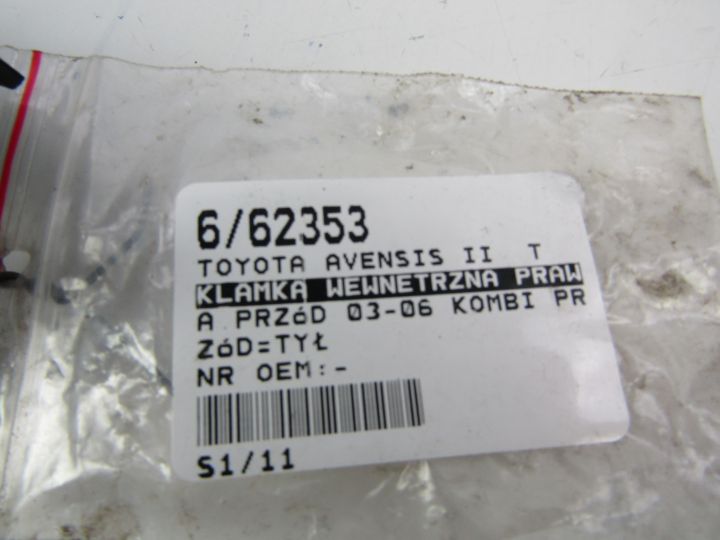 6/62353
TOYOTA AVENSIS II T
KLAMKA WEWNETRZNA PRAW
A PRZóD 03-06 KOMBI PR
ZóD=TYŁ
NR OEM:-
S1/11